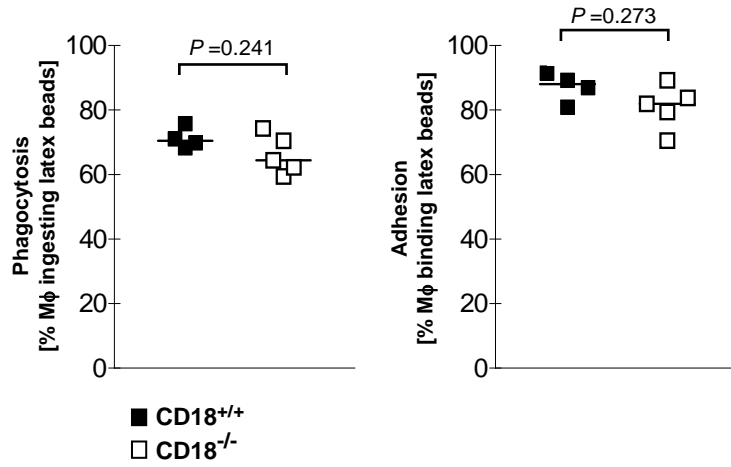 P =0.241
100
80
60
40
20
0
Phagocytosis
[% Mϕ ingesting latex beads]
P =0.273
100
80
60
40
20
0
Adhesion
[% Mϕ binding latex beads]
CD18+/+
CD18-/-